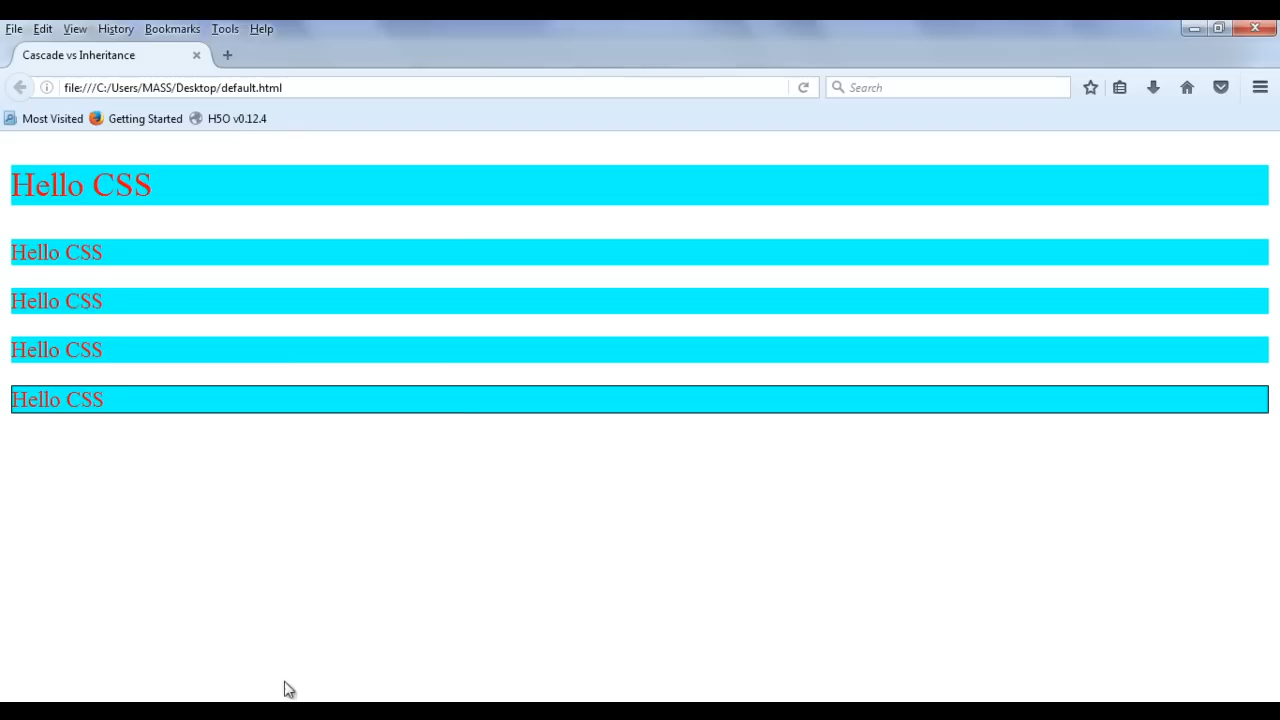 File Edit View History Bookmarks Tools Help
Cascade vs Inheritance
file:///C:/Users/MASS/Desktop/default.html Search
Most Visited Getting Started H5O v0.12.4
Hello CSS
Hello CSS
Hello CSS
Hello CSS
Hello CSS